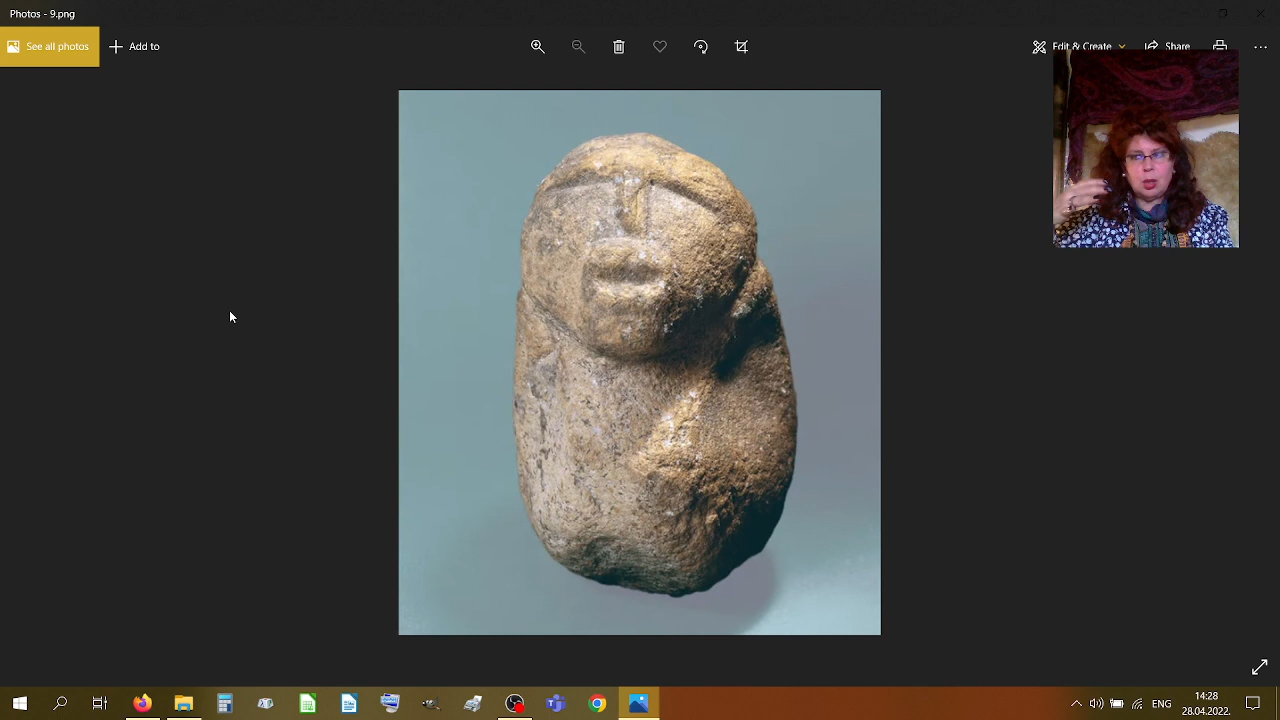 Photos - 9.png
See all photos
Add to
Edit & Create
Share
ENG
14:28
28.04.2022.